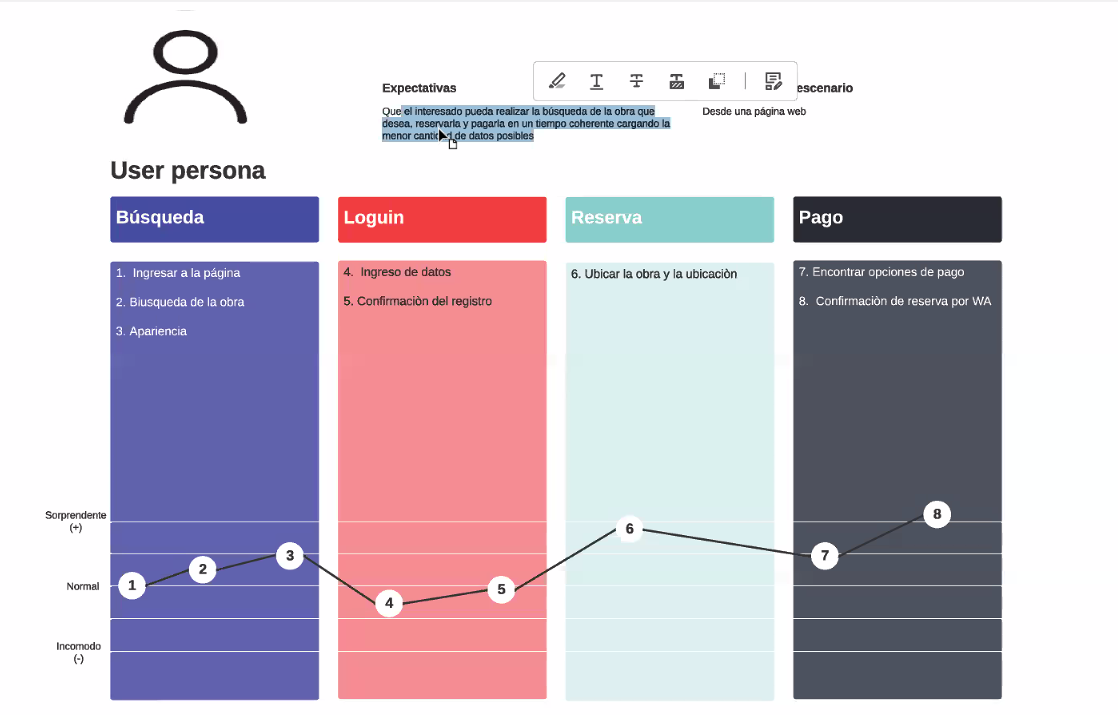 Expectativas
escenario
Que el interesado pueda realizar la búsqueda de la obra que
desea, reservarla y pagarla en un tiempo coherente cargando la
menor cantidad de datos posibles
Desde una página web
User persona
Búsqueda
Loguin
Reserva
Pago
1. Ingresar a la página
2. Biusqueda de la obra
3. Apariencia
4. Ingreso de datos
5. Confirmaciòn del registro
6. Ubicar la obra y la ubicaciòn
7. Encontrar opciones de pago
8. Confirmaciòn de reserva por WA
Sorprendente
(+)
Normal
Incomodo
(-)
1
2
3
4
5
6
7
8